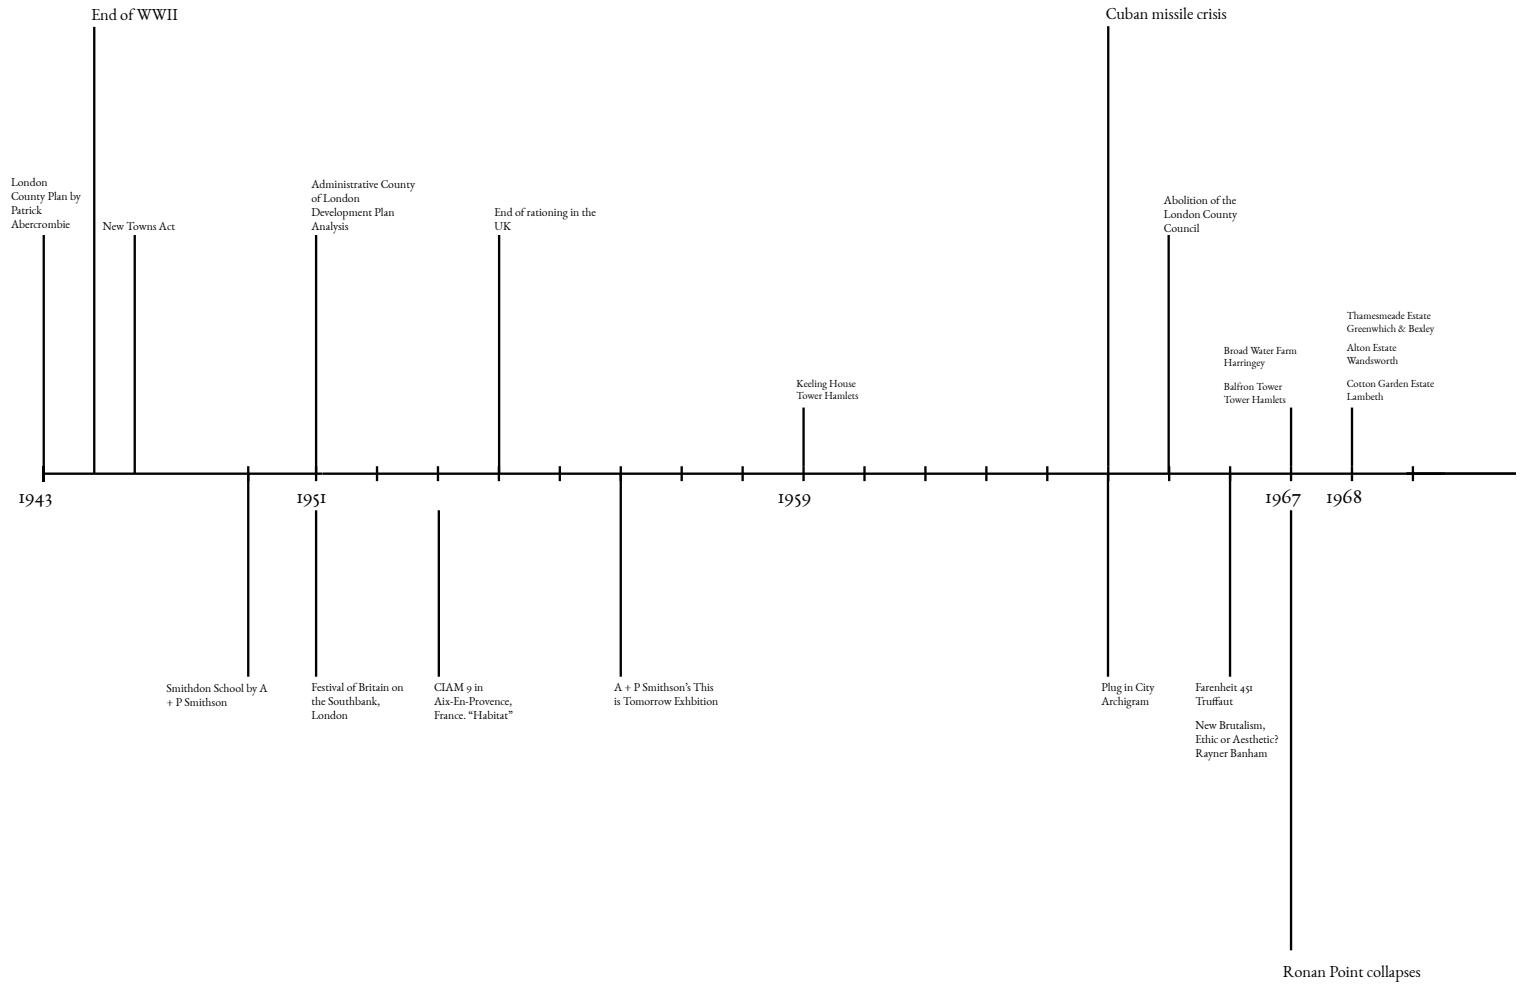 End of WWII
Cuban missile crisis
London
County Plan by
Patrick
Abercrombie
New Towns Act
Administrative County
of London
Development Plan
Analysis
End of rationing in the
UK
Abolition of the
London County
Council
Keeling House
Tower Hamlets
Broad Water Farm
Harringey
Balfron Tower
Tower Hamlets
Thamesmeade Estate
Greenwhich & Bexley
Alton Estate
Wandsworth
Cotton Garden Estate
Lambeth
1943
1951
1959
1967
1968
Smithdon School by A
+ P Smithson
Festival of Britain on
the Southbank,
London
CIAM 9 in
Aix-En-Provence,
France. “Habitat”
A + P Smithson’s This
is Tomorrow Exhbition
Plug in City
Archigram
Farenheit 451
Truffaut
New Brutalism,
Ethic or Aesthetic?
Rayner Banham
Ronan Point collapses